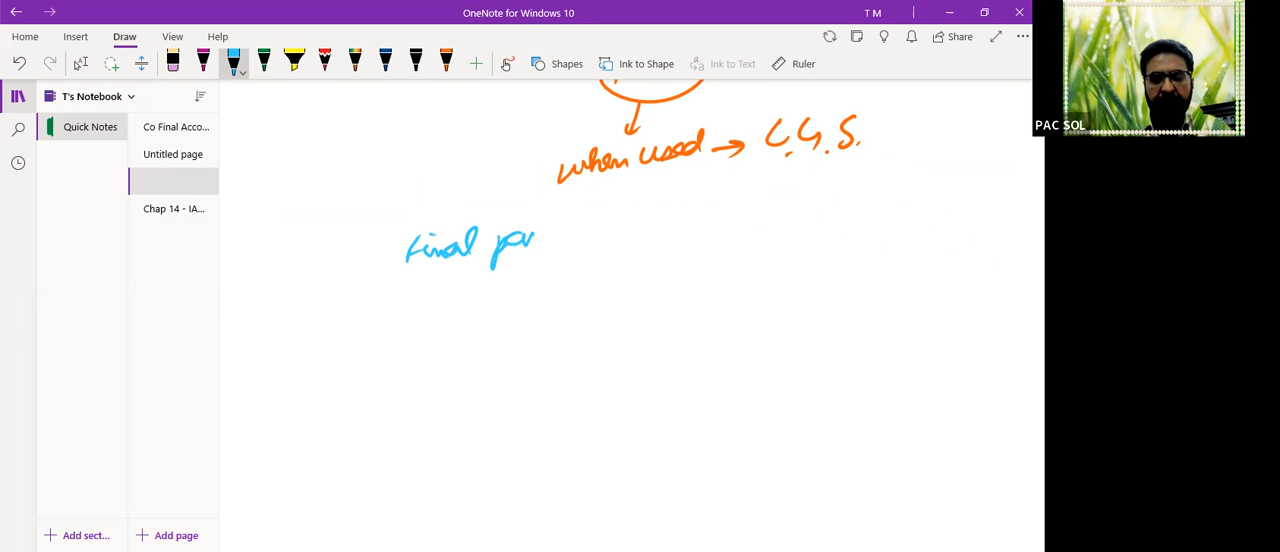 OneNote for Windows 10
T M
Home Insert Draw View Help
Share
Shapes Ink to Shape Ink to Text Ruler
T's Notebook
Quick Notes
Co Final Acco...
Untitled page
Chap 14 - IA...
when used → C.G.S.
Final par
Add sect... Add page
PAC SOL